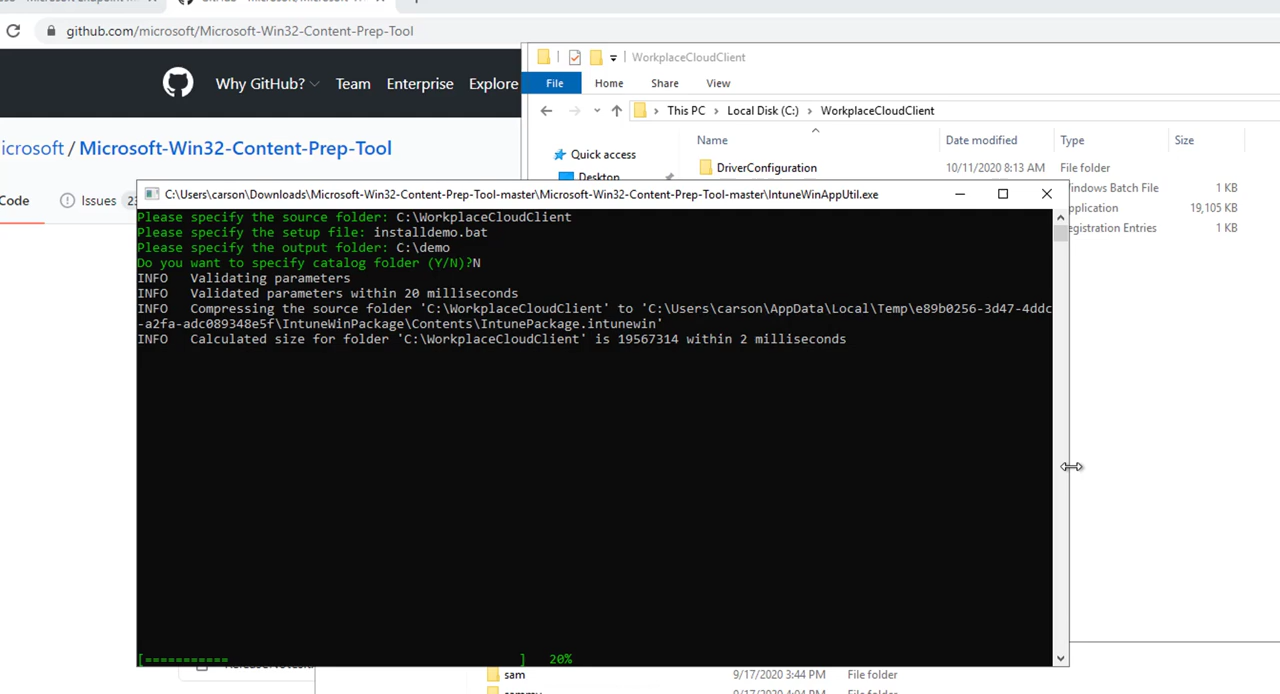 github.com/microsoft/Microsoft-Win32-Content-Prep-Tool
Why GitHub? Team Enterprise Explore
icrosoft / Microsoft-Win32-Content-Prep-Tool
Code Issues
WorkplaceCloudClient
File Home Share View
This PC > Local Disk (C:) > WorkplaceCloudClient
Name Date modified Type Size
Quick access
Desktop
DriverConfiguration 10/11/2020 8:13 AM File folder
indows Batch File 1 KB
pplication 19,105 KB
egistration Entries 1 KB
C:\Users\carson\Downloads\Microsoft-Win32-Content-Prep-Tool-master\Microsoft-Win32-Content-Prep-Tool-master\IntuneWinAppUtil.exe
Please specify the source folder: C:\WorkplaceCloudClient
Please specify the setup file: installdemo.bat
Please specify the output folder: C:\demo
Do you want to specify catalog folder (Y/N)?N
INFO Validating parameters
INFO Validated parameters within 20 milliseconds
INFO Compressing the source folder 'C:\WorkplaceCloudClient' to 'C:\Users\carson\AppData\Local\Temp\e89b0256-3d47-4ddc
-a2fa-adc089348e5f\IntuneWinPackage\Contents\IntunePackage.intunewin'
INFO Calculated size for folder 'C:\WorkplaceCloudClient' is 19567314 within 2 milliseconds
[=========== ] 20%
sam 9/17/2020 3:44 PM File folder